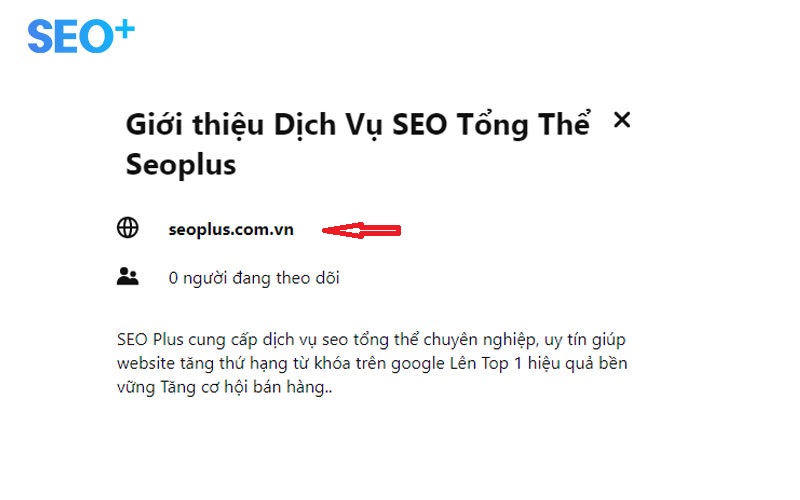 SEO+
Giới thiệu Dịch Vụ SEO Tổng Thể
Seoplus
seoplus.com.vn
0 người đang theo dõi
SEO Plus cung cấp dịch vụ seo tổng thể chuyên nghiệp, uy tín giúp
website tăng thứ hạng từ khóa trên google Lên Top 1 hiệu quả bền
vững Tăng cơ hội bán hàng..